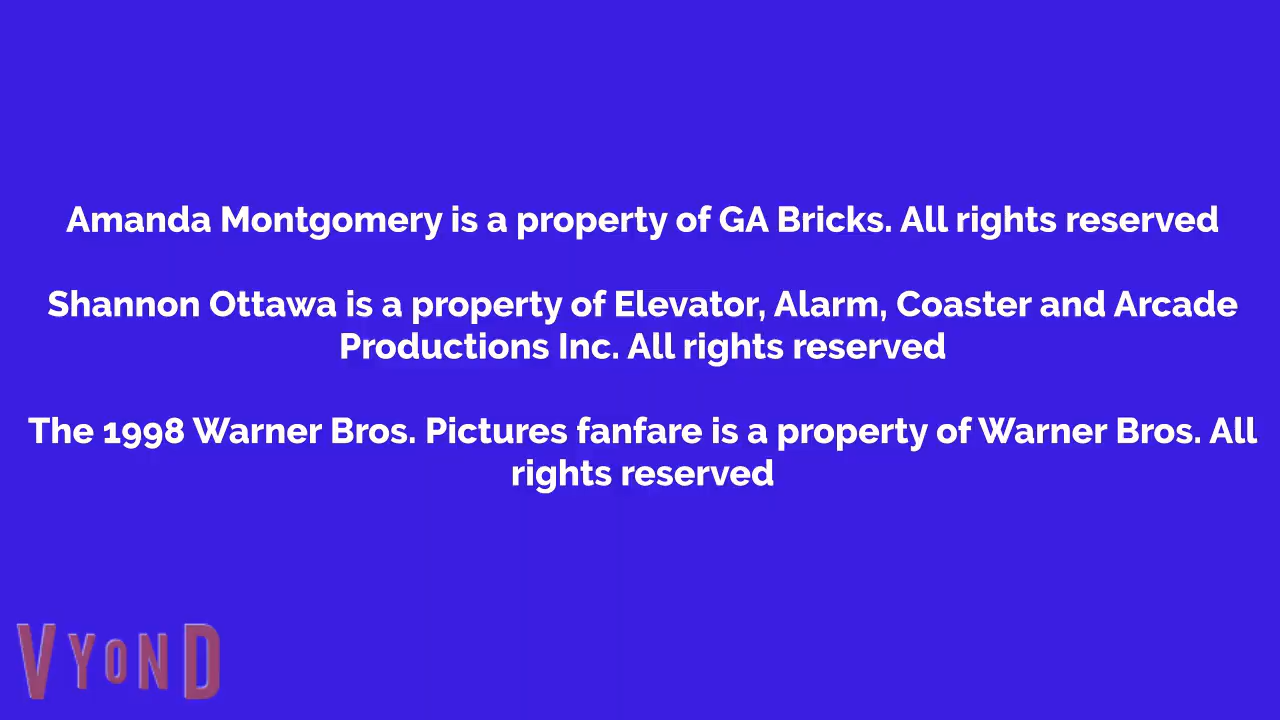 Amanda Montgomery is a property of GA Bricks. All rights reserved
Shannon Ottawa is a property of Elevator, Alarm, Coaster and Arcade
Productions Inc. All rights reserved
The 1998 Warner Bros. Pictures fanfare is a property of Warner Bros. All
rights reserved
VYOND